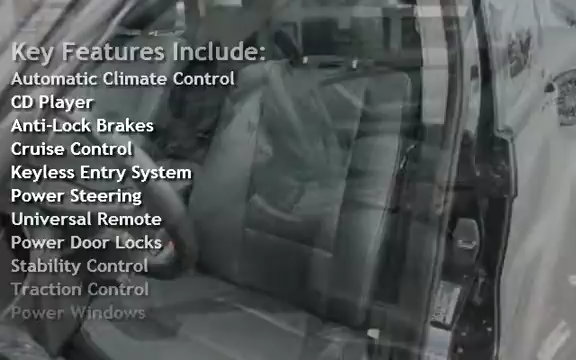 Key Features Include:
Automatic Climate Control
CD Player
Anti-Lock Brakes
Cruise Control
Keyless Entry System
Power Steering
Universal Remote
Power Door Locks
Stability Control
Traction Control
Power Windows